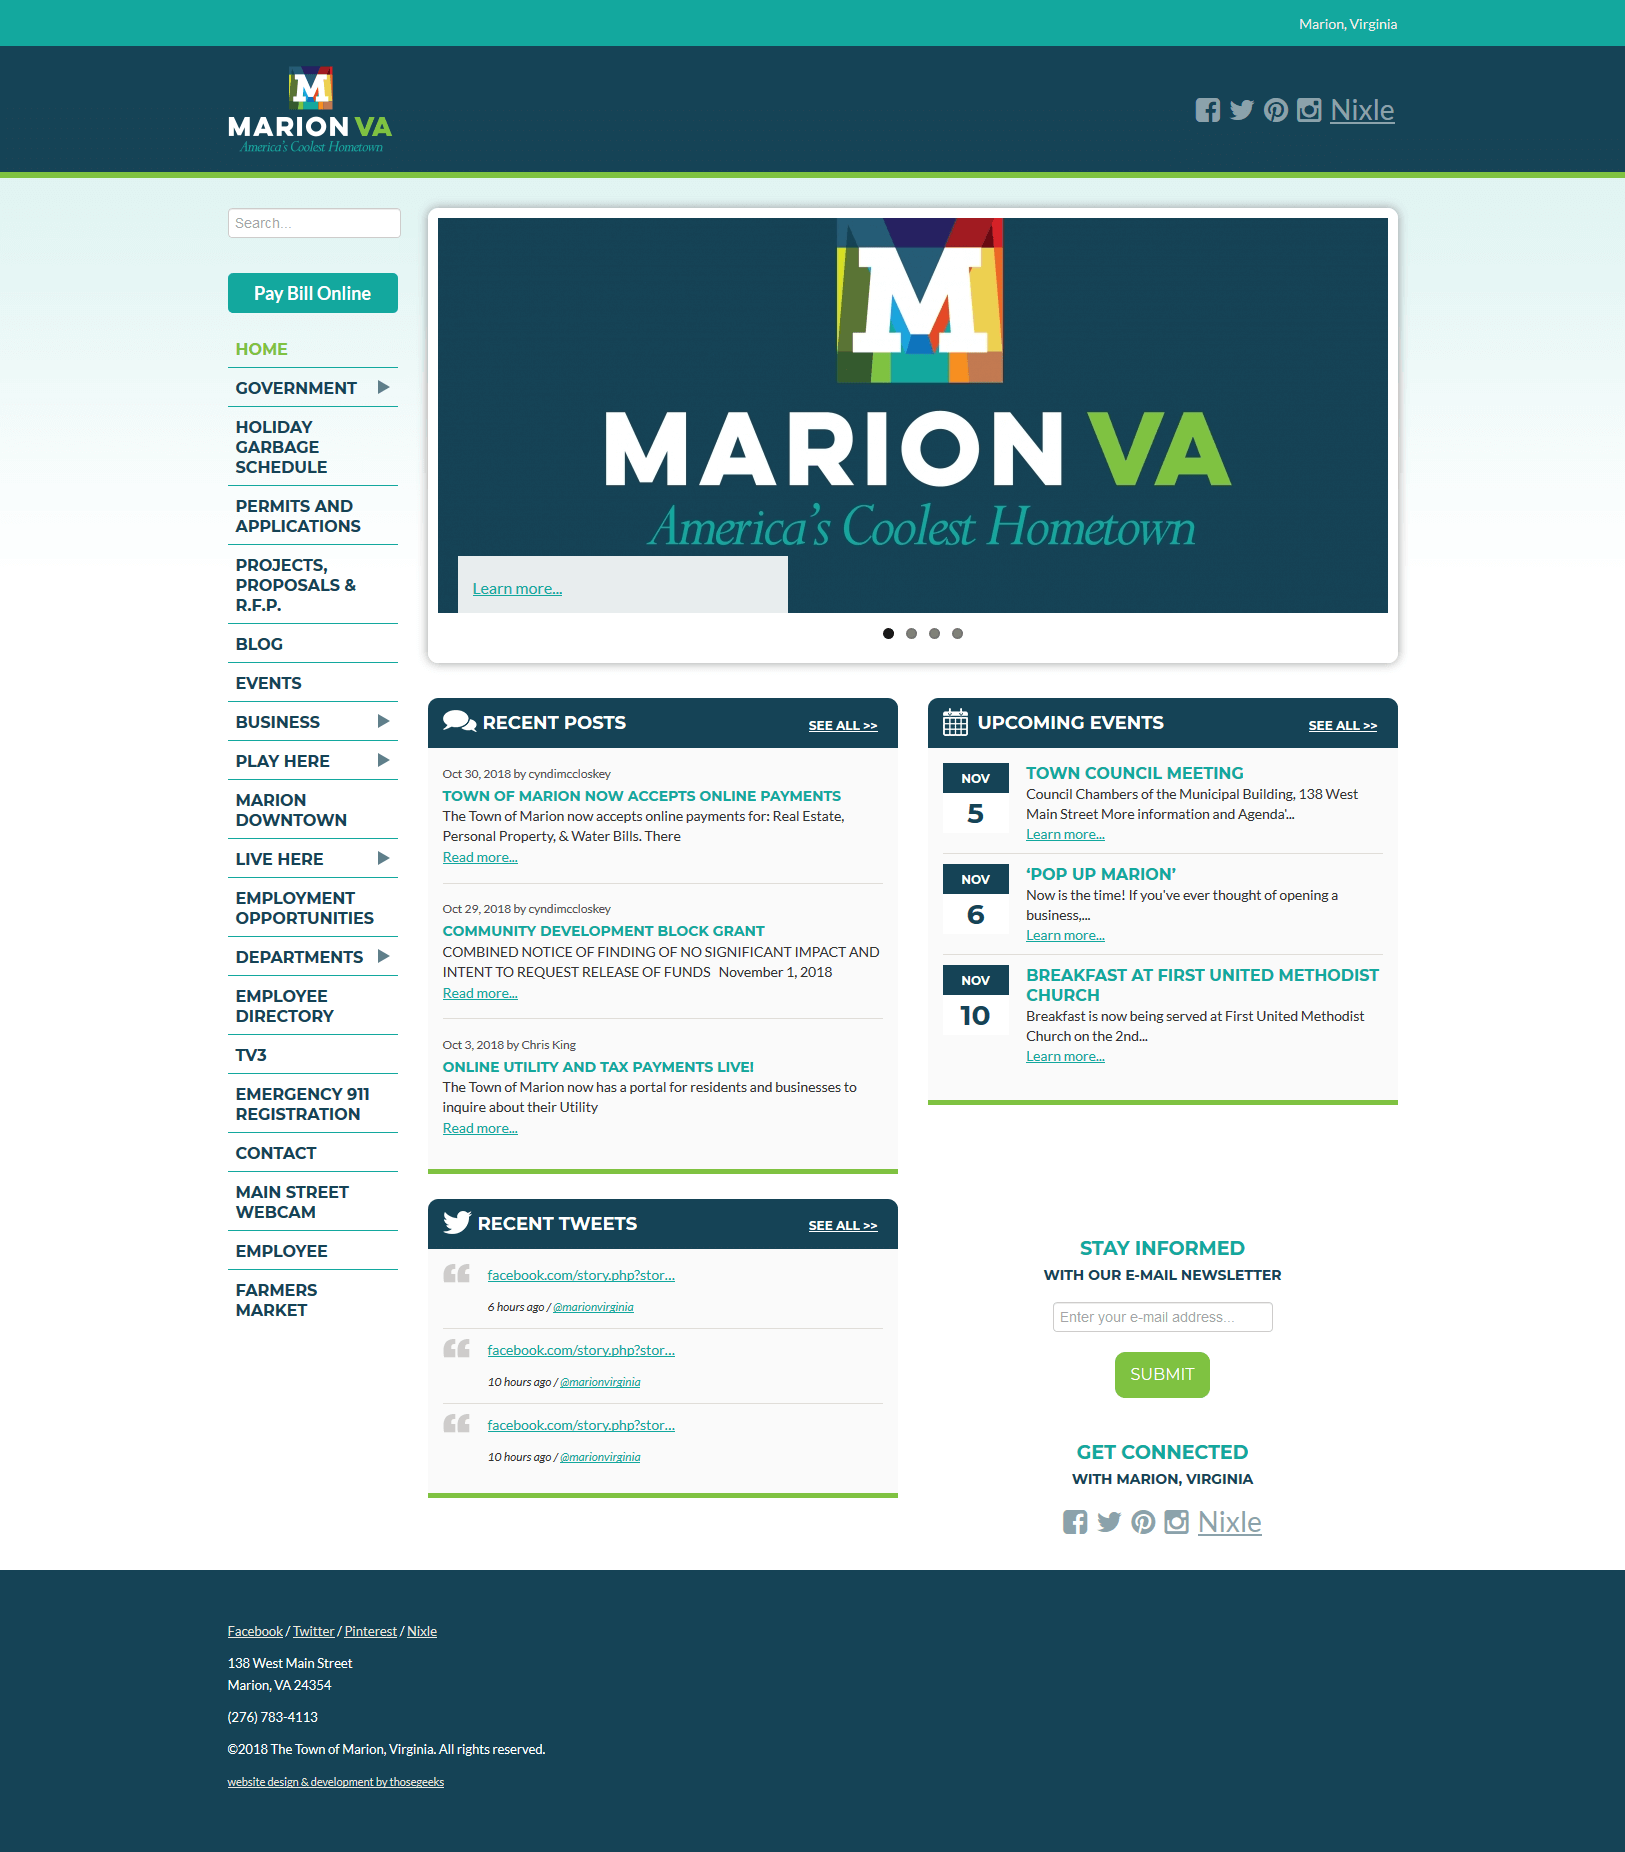 Marion, Virginia
M
MARION VA
America's Coolest Hometown
Nixle
Search...
Pay Bill Online
HOME
GOVERNMENT
HOLIDAY
GARBAGE
SCHEDULE
PERMITS AND
APPLICATIONS
PROJECTS,
PROPOSALS &
R.F.P.
BLOG
EVENTS
BUSINESS
PLAY HERE
MARION
DOWNTOWN
LIVE HERE
EMPLOYMENT
OPPORTUNITIES
DEPARTMENTS
EMPLOYEE
DIRECTORY
TV3
EMERGENCY 911
REGISTRATION
CONTACT
MAIN STREET
WEBCAM
EMPLOYEE
FARMERS
MARKET
M
MARION VA
America's Coolest Hometown
Learn more...
RECENT POSTS
SEE ALL >>
Oct 30, 2018 by cyndimccloskey
TOWN OF MARION NOW ACCEPTS ONLINE PAYMENTS
The Town of Marion now accepts online payments for: Real Estate,
Personal Property, & Water Bills. There
Read more...
Oct 29, 2018 by cyndimccloskey
COMMUNITY DEVELOPMENT BLOCK GRANT
COMBINED NOTICE OF FINDING OF NO SIGNIFICANT IMPACT AND
INTENT TO REQUEST RELEASE OF FUNDS November 1, 2018
Read more...
Oct 3, 2018 by Chris King
ONLINE UTILITY AND TAX PAYMENTS LIVE!
The Town of Marion now has a portal for residents and businesses to
inquire about their Utility
Read more...
UPCOMING EVENTS
SEE ALL >>
NOV
5
TOWN COUNCIL MEETING
Council Chambers of the Municipal Building, 138 West
Main Street More information and Agenda'...
Learn more...
NOV
6
‘POP UP MARION’
Now is the time! If you've ever thought of opening a
business,...
Learn more...
NOV
10
BREAKFAST AT FIRST UNITED METHODIST
CHURCH
Breakfast is now being served at First United Methodist
Church on the 2nd...
Learn more...
RECENT TWEETS
SEE ALL >>
facebook.com/story.php?stor...
6 hours ago / @marionvirginia
facebook.com/story.php?stor...
10 hours ago / @marionvirginia
facebook.com/story.php?stor...
10 hours ago / @marionvirginia
STAY INFORMED
WITH OUR E-MAIL NEWSLETTER
Enter your e-mail address...
SUBMIT
GET CONNECTED
WITH MARION, VIRGINIA
Nixle
Facebook / Twitter / Pinterest / Nixle
138 West Main Street
Marion, VA 24354
(276) 783-4113
©2018 The Town of Marion, Virginia. All rights reserved.
website design & development by thosegeeks